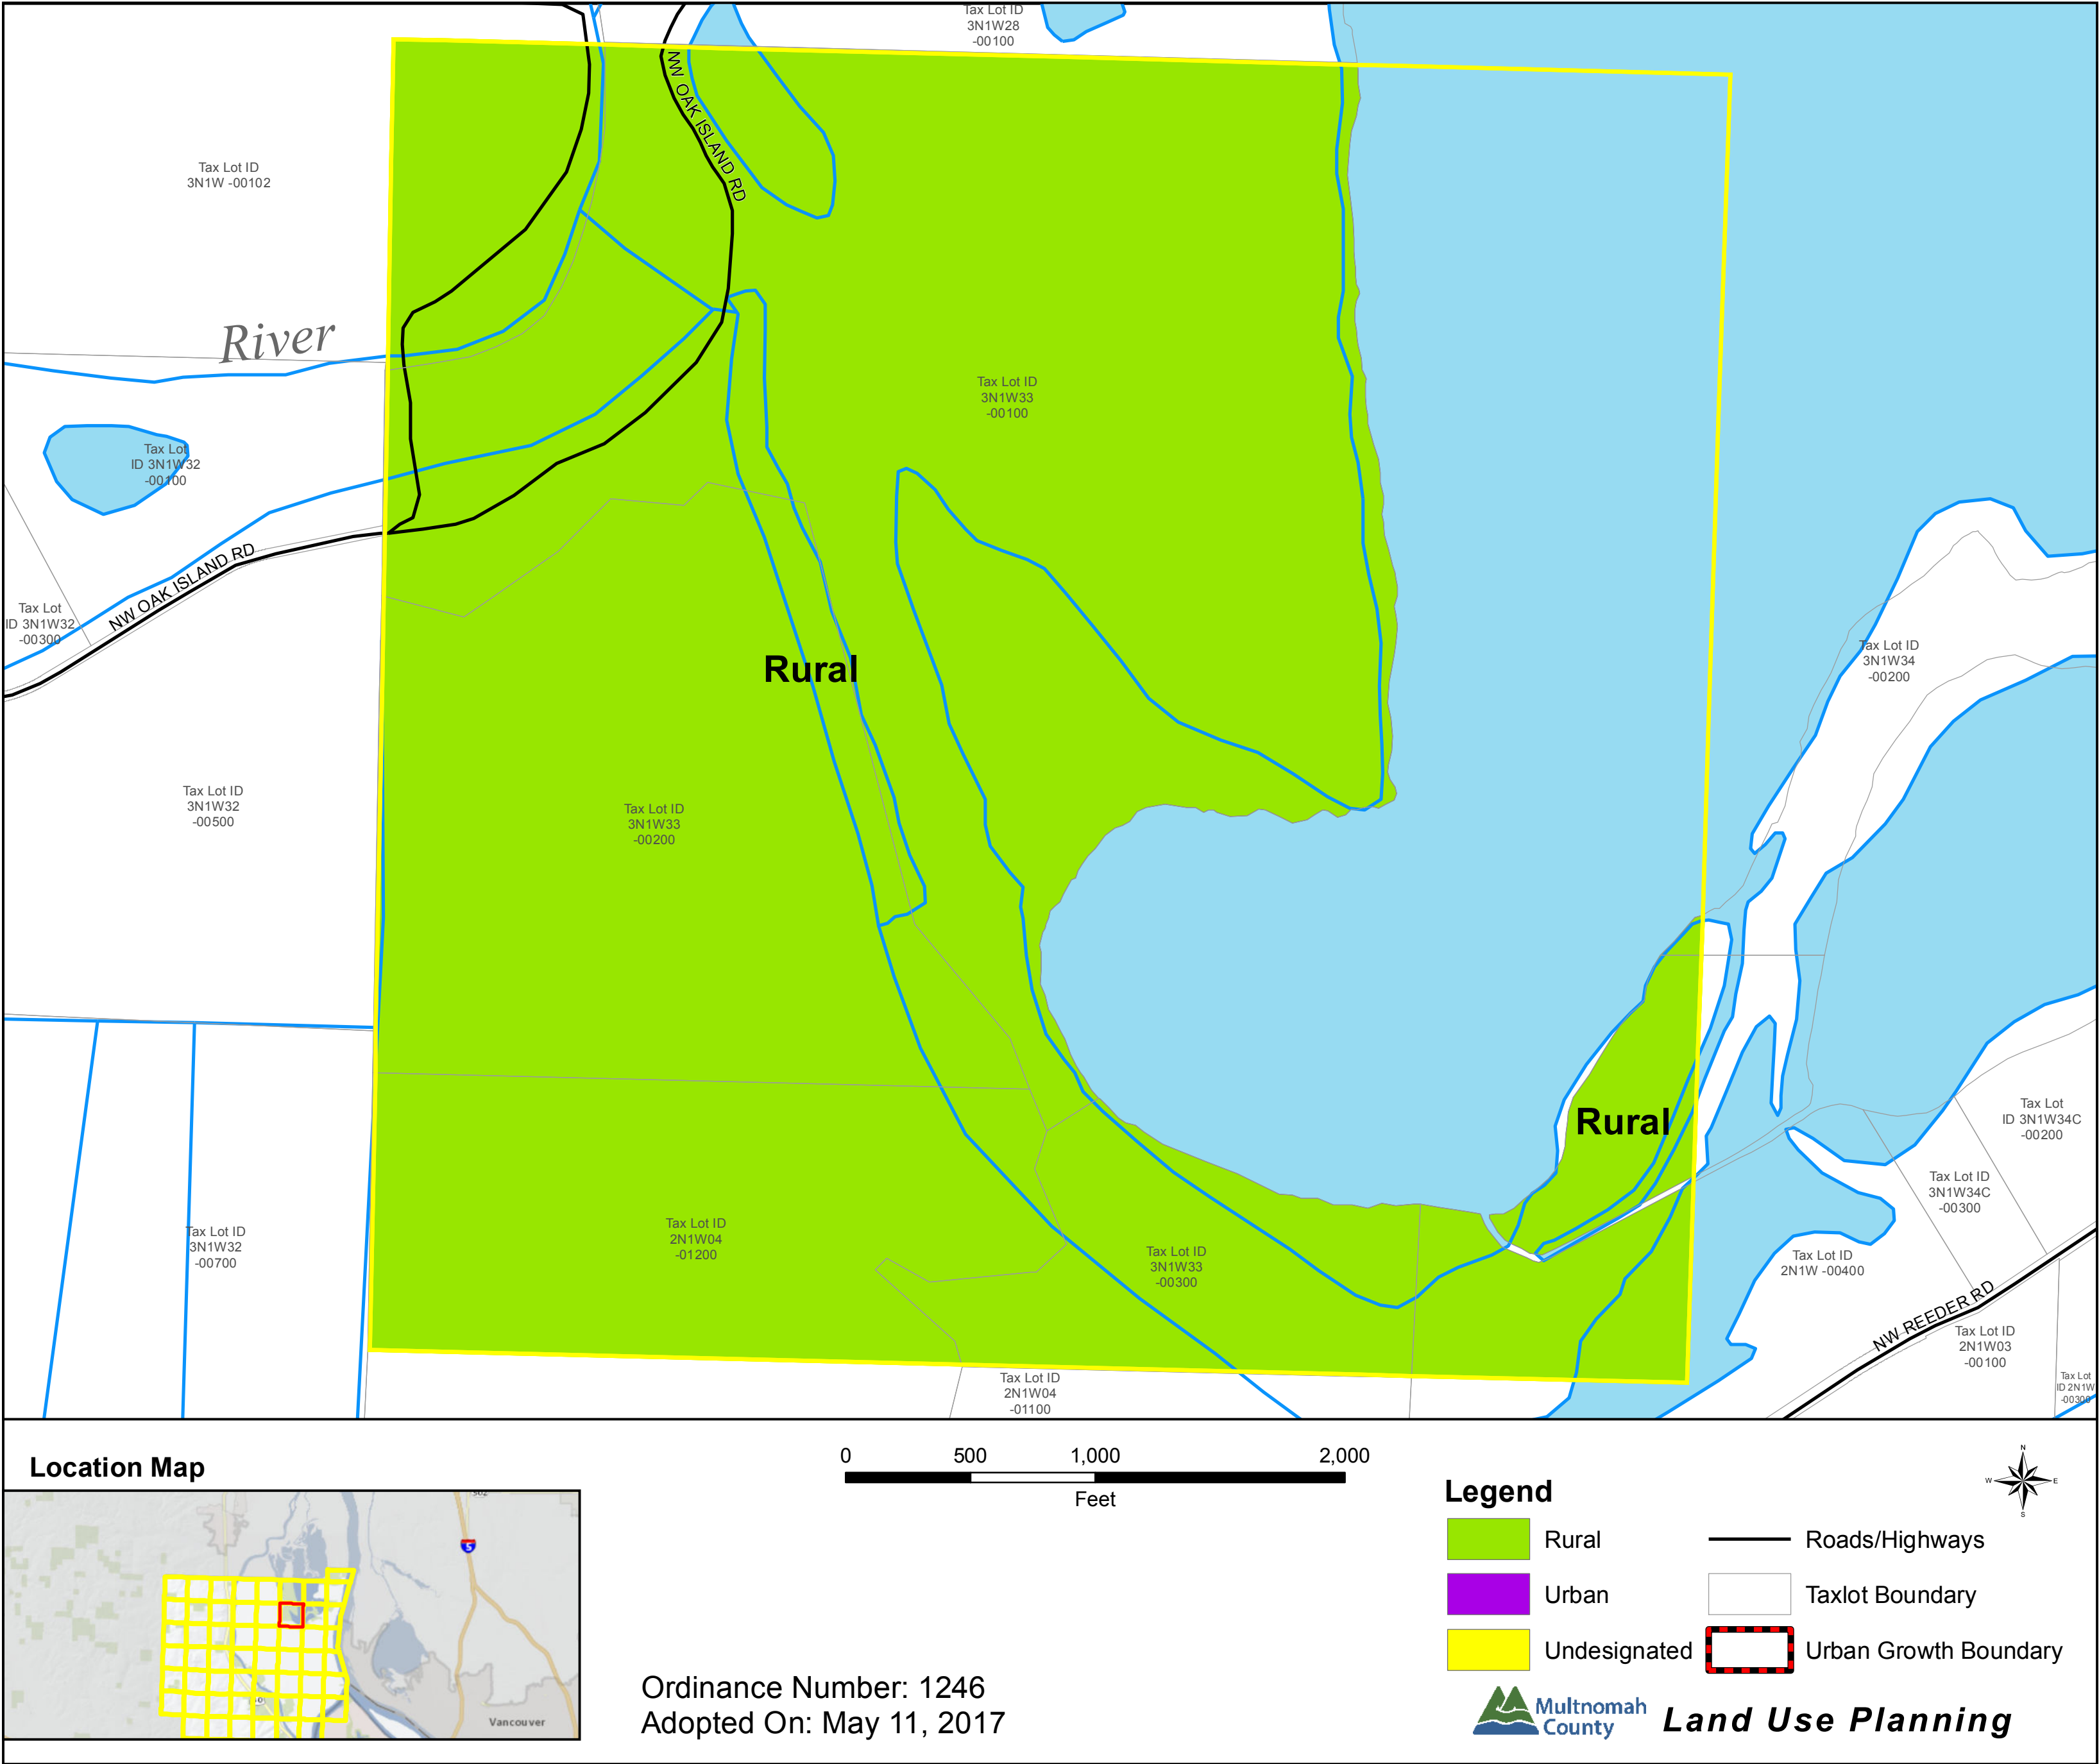 Tax Lot ID
3N1W28
-00100
NW OAK ISLAND RD
Tax Lot ID
3N1W -00102
River
Tax Lot ID
3N1W33
-00100
Tax Lot
ID 3N1W32
-00100
NW OAK ISLAND RD
Tax Lot
ID 3N1W32
-00300
Rural
Tax Lot ID
3N1W34
-00200
Tax Lot ID
3N1W32
-00500
Tax Lot ID
3N1W33
-00200
Rural
Tax Lot
ID 3N1W34C
-00200
Tax Lot ID
3N1W34C
-00300
Tax Lot ID
3N1W32
-00700
Tax Lot ID
2N1W04
-01200
Tax Lot ID
3N1W33
-00300
Tax Lot ID
2N1W -00400
NW REEDER RD
Tax Lot ID
2N1W03
-00100
Tax Lot ID
2N1W04
-01100
Tax Lot
ID 2N1W
-00300
Location Map
5
Vancouver
0 500 1,000 2,000
Feet
Ordinance Number: 1246
Adopted On: May 11, 2017
N
W E
S
Legend
Rural
Urban
Undesignated
Roads/Highways
Taxlot Boundary
Urban Growth Boundary
Multnomah
County
Land Use Planning